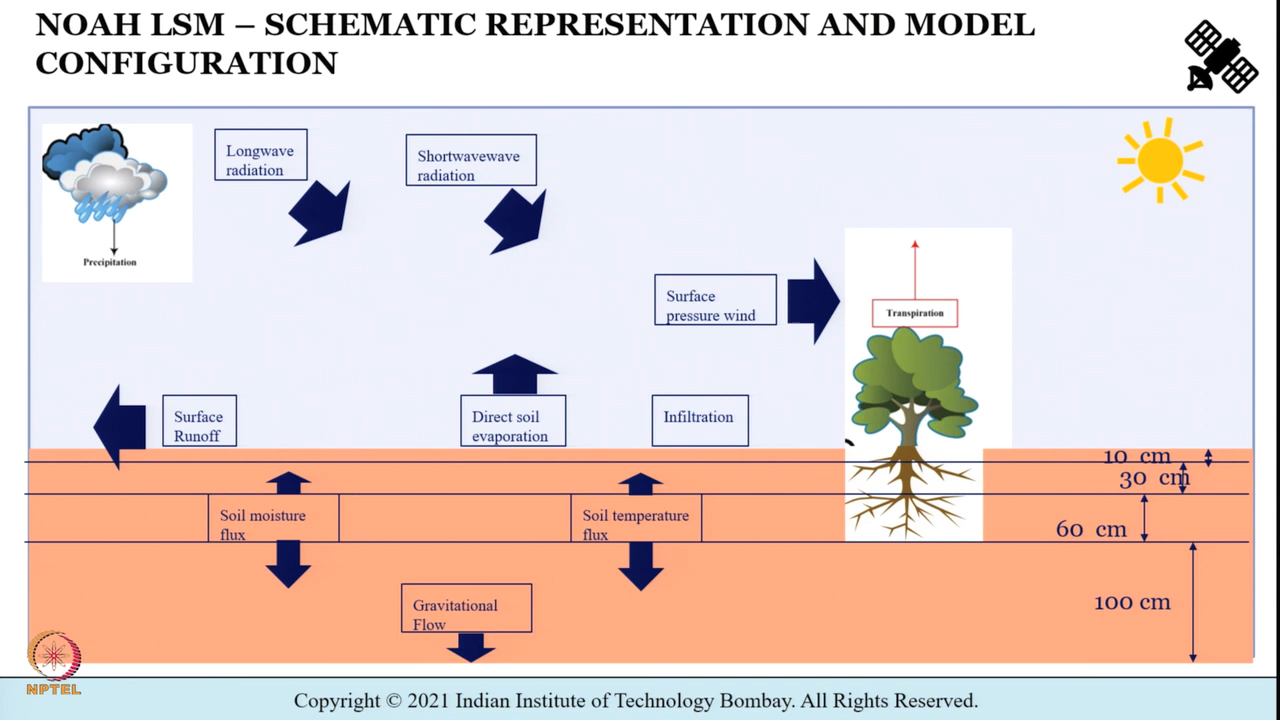 NOAH LSM – SCHEMATIC REPRESENTATION AND MODEL
CONFIGURATION
Longwave
radiation
Shortwavewave
radiation
Precipitation
Surface
pressure wind
Transpiration
Surface
Runoff
Direct soil
evaporation
Infiltration
10 cm
30 cm
Soil moisture
flux
Soil temperature
flux
60 cm
Gravitational
Flow
100 cm
NPTEL
Copyright © 2021 Indian Institute of Technology Bombay. All Rights Reserved.